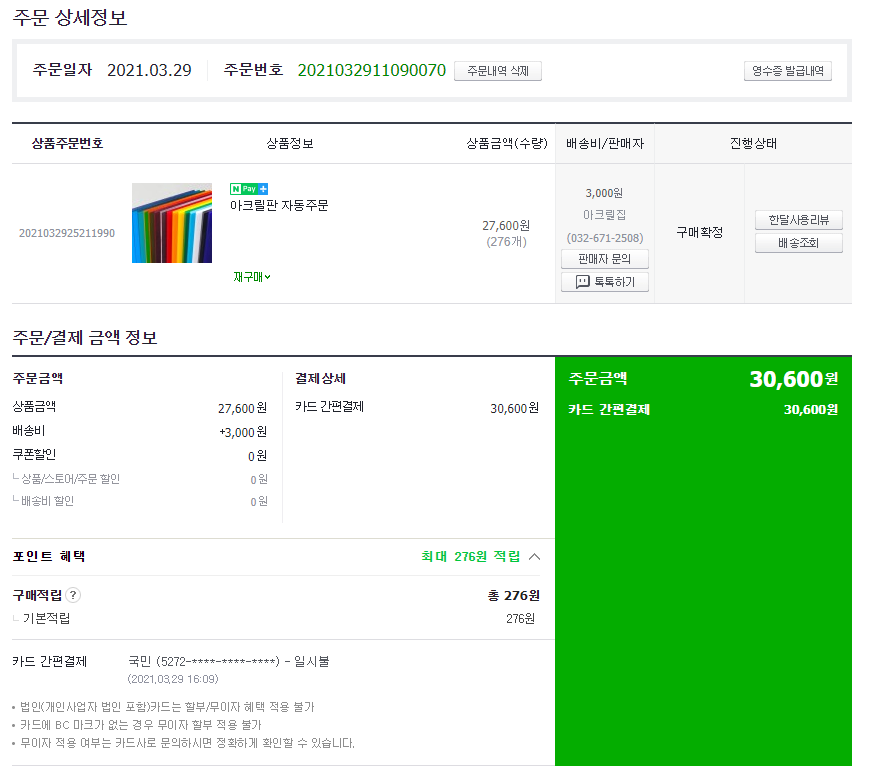 주문 상세정보
주문일자 2021.03.29 주문번호 2021032911090070 주문내역 삭제 영수증 발급내역
상품주문번호 상품정보 상품금액(수량) 배송비/판매자 진행상태
2021032925211990
N Pay +
아크릴판 자동주문
재구매
27,600원
(276개)
3,000원
아크릴집
(032-671-2508)
판매자 문의
톡톡하기
구매확정
한달사용리뷰
배송조회
주문/결제 금액 정보
주문금액
상품금액 27,600원
배송비 +3,000원
쿠폰할인 0원
└ 상품/스토어/주문 할인 0원
└ 배송비 할인 0원
결제상세
카드 간편결제 30,600원
주문금액 30,600원
카드 간편결제 30,600원
포인트 혜택 최대 276원 적립
구매적립 ? 총 276원
기본적립 276원
카드 간편결제 국민 (5272-****-****-****) - 일시불
(2021.03.29 16:09)
• 법인(개인사업자 법인 포함)카드는 할부/무이자 혜택 적용 불가
• 카드에 BC 마크가 없는 경우 무이자 할부 적용 불가
• 무이자 적용 여부는 카드사로 문의하시면 정확하게 확인할 수 있습니다.